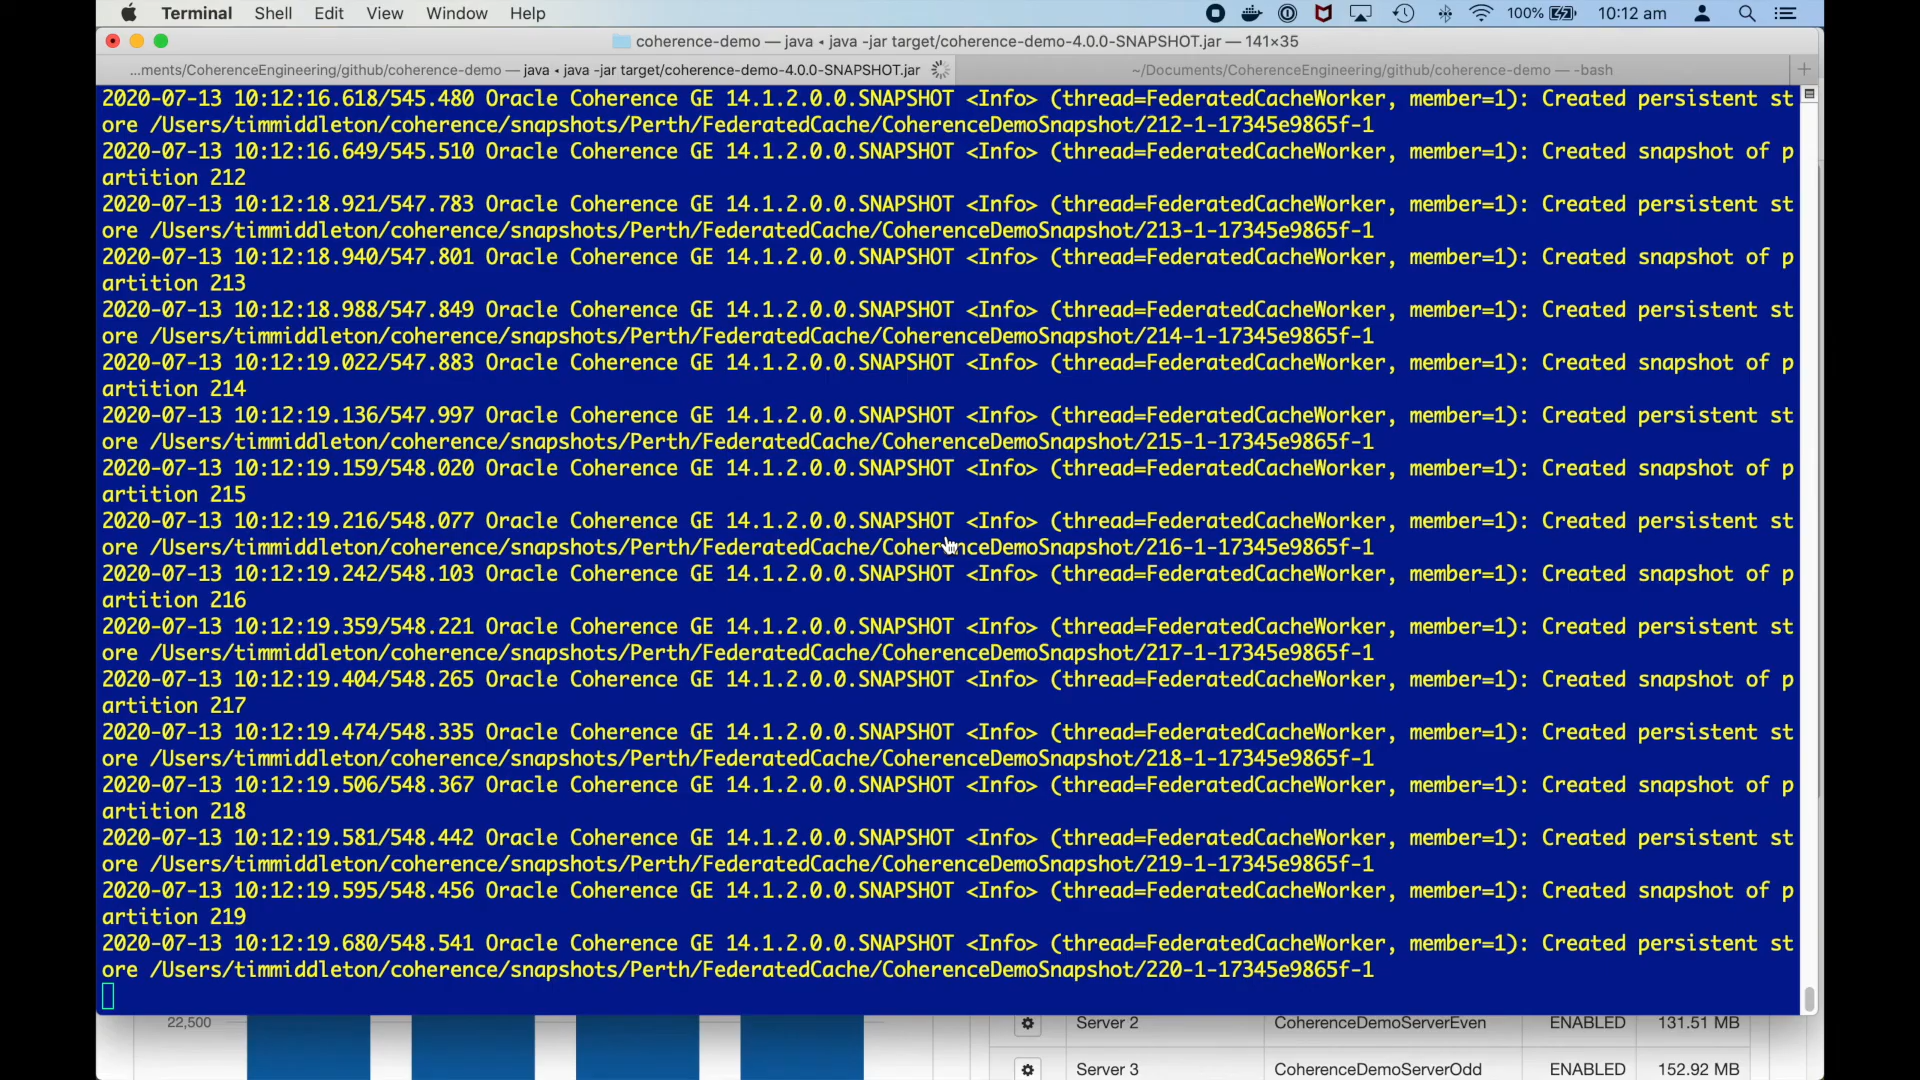 Terminal Shell Edit View Window Help 100% 10:12 am
coherence-demo — java ◂ java -jar target/coherence-demo-4.0.0-SNAPSHOT.jar — 141×35
...ments/CoherenceEngineering/github/coherence-demo — java ◂ java -jar target/coherence-demo-4.0.0-SNAPSHOT.jar ~/Documents/CoherenceEngineering/github/coherence-demo — -bash +
2020-07-13 10:12:16.618/545.480 Oracle Coherence GE 14.1.2.0.0.SNAPSHOT <Info> (thread=FederatedCacheWorker, member=1): Created persistent st
ore /Users/timmiddleton/coherence/snapshots/Perth/FederatedCache/CoherenceDemoSnapshot/212-1-17345e9865f-1
2020-07-13 10:12:16.649/545.510 Oracle Coherence GE 14.1.2.0.0.SNAPSHOT <Info> (thread=FederatedCacheWorker, member=1): Created snapshot of p
artition 212
2020-07-13 10:12:18.921/547.783 Oracle Coherence GE 14.1.2.0.0.SNAPSHOT <Info> (thread=FederatedCacheWorker, member=1): Created persistent st
ore /Users/timmiddleton/coherence/snapshots/Perth/FederatedCache/CoherenceDemoSnapshot/213-1-17345e9865f-1
2020-07-13 10:12:18.940/547.801 Oracle Coherence GE 14.1.2.0.0.SNAPSHOT <Info> (thread=FederatedCacheWorker, member=1): Created snapshot of p
artition 213
2020-07-13 10:12:18.988/547.849 Oracle Coherence GE 14.1.2.0.0.SNAPSHOT <Info> (thread=FederatedCacheWorker, member=1): Created persistent st
ore /Users/timmiddleton/coherence/snapshots/Perth/FederatedCache/CoherenceDemoSnapshot/214-1-17345e9865f-1
2020-07-13 10:12:19.022/547.883 Oracle Coherence GE 14.1.2.0.0.SNAPSHOT <Info> (thread=FederatedCacheWorker, member=1): Created snapshot of p
artition 214
2020-07-13 10:12:19.136/547.997 Oracle Coherence GE 14.1.2.0.0.SNAPSHOT <Info> (thread=FederatedCacheWorker, member=1): Created persistent st
ore /Users/timmiddleton/coherence/snapshots/Perth/FederatedCache/CoherenceDemoSnapshot/215-1-17345e9865f-1
2020-07-13 10:12:19.159/548.020 Oracle Coherence GE 14.1.2.0.0.SNAPSHOT <Info> (thread=FederatedCacheWorker, member=1): Created snapshot of p
artition 215
2020-07-13 10:12:19.216/548.077 Oracle Coherence GE 14.1.2.0.0.SNAPSHOT <Info> (thread=FederatedCacheWorker, member=1): Created persistent st
ore /Users/timmiddleton/coherence/snapshots/Perth/FederatedCache/CoherenceDemoSnapshot/216-1-17345e9865f-1
2020-07-13 10:12:19.242/548.103 Oracle Coherence GE 14.1.2.0.0.SNAPSHOT <Info> (thread=FederatedCacheWorker, member=1): Created snapshot of p
artition 216
2020-07-13 10:12:19.359/548.221 Oracle Coherence GE 14.1.2.0.0.SNAPSHOT <Info> (thread=FederatedCacheWorker, member=1): Created persistent st
ore /Users/timmiddleton/coherence/snapshots/Perth/FederatedCache/CoherenceDemoSnapshot/217-1-17345e9865f-1
2020-07-13 10:12:19.404/548.265 Oracle Coherence GE 14.1.2.0.0.SNAPSHOT <Info> (thread=FederatedCacheWorker, member=1): Created snapshot of p
artition 217
2020-07-13 10:12:19.474/548.335 Oracle Coherence GE 14.1.2.0.0.SNAPSHOT <Info> (thread=FederatedCacheWorker, member=1): Created persistent st
ore /Users/timmiddleton/coherence/snapshots/Perth/FederatedCache/CoherenceDemoSnapshot/218-1-17345e9865f-1
2020-07-13 10:12:19.506/548.367 Oracle Coherence GE 14.1.2.0.0.SNAPSHOT <Info> (thread=FederatedCacheWorker, member=1): Created snapshot of p
artition 218
2020-07-13 10:12:19.581/548.442 Oracle Coherence GE 14.1.2.0.0.SNAPSHOT <Info> (thread=FederatedCacheWorker, member=1): Created persistent st
ore /Users/timmiddleton/coherence/snapshots/Perth/FederatedCache/CoherenceDemoSnapshot/219-1-17345e9865f-1
2020-07-13 10:12:19.595/548.456 Oracle Coherence GE 14.1.2.0.0.SNAPSHOT <Info> (thread=FederatedCacheWorker, member=1): Created snapshot of p
artition 219
2020-07-13 10:12:19.680/548.541 Oracle Coherence GE 14.1.2.0.0.SNAPSHOT <Info> (thread=FederatedCacheWorker, member=1): Created persistent st
ore /Users/timmiddleton/coherence/snapshots/Perth/FederatedCache/CoherenceDemoSnapshot/220-1-17345e9865f-1
22,500 Server 2 CoherenceDemoServerEven ENABLED 131.51 MB
Server 3 CoherenceDemoServerOdd ENABLED 152.92 MB